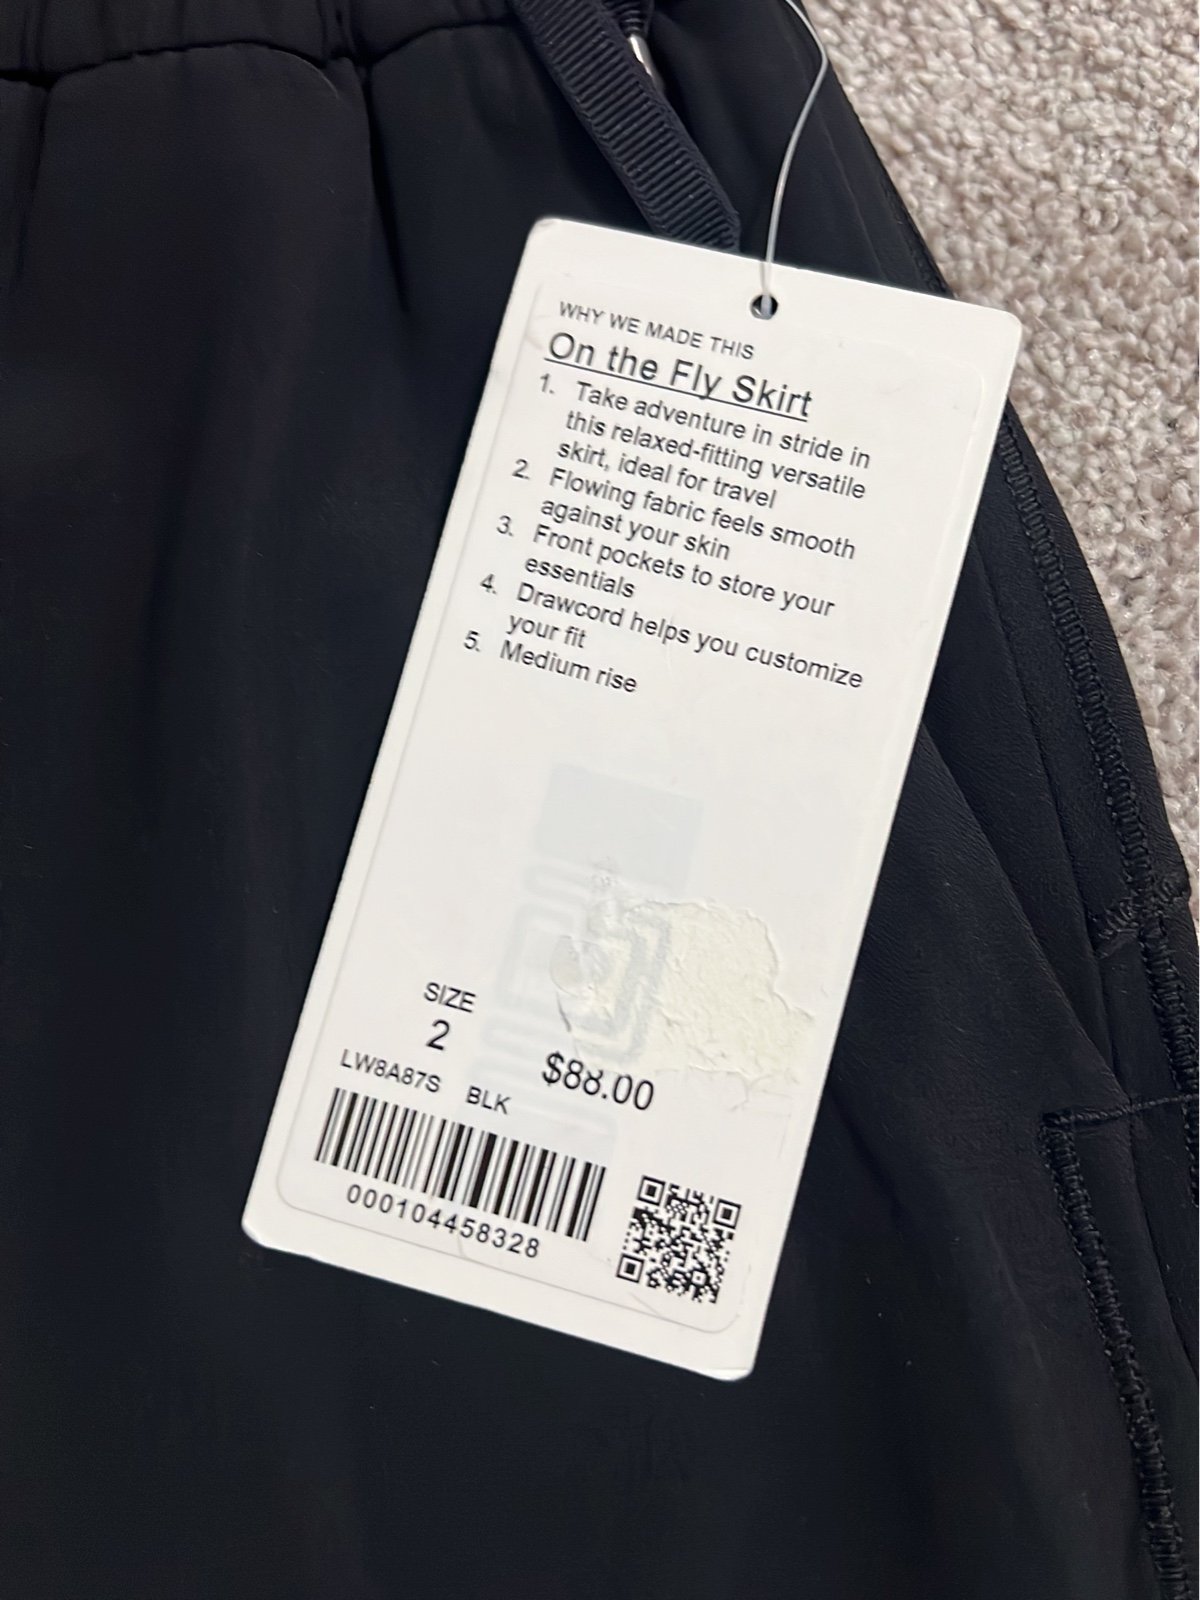 WHY WE MADE THIS
On the Fly Skirt
1. Take adventure in stride in
this relaxed-fitting versatile
skirt, ideal for travel
2. Flowing fabric feels smooth
against your skin
3. Front pockets to store your
essentials
4. Drawcord helps you customize
your fit
5. Medium rise
SIZE
2
$88.00
LW8A87S BLK
000104458328